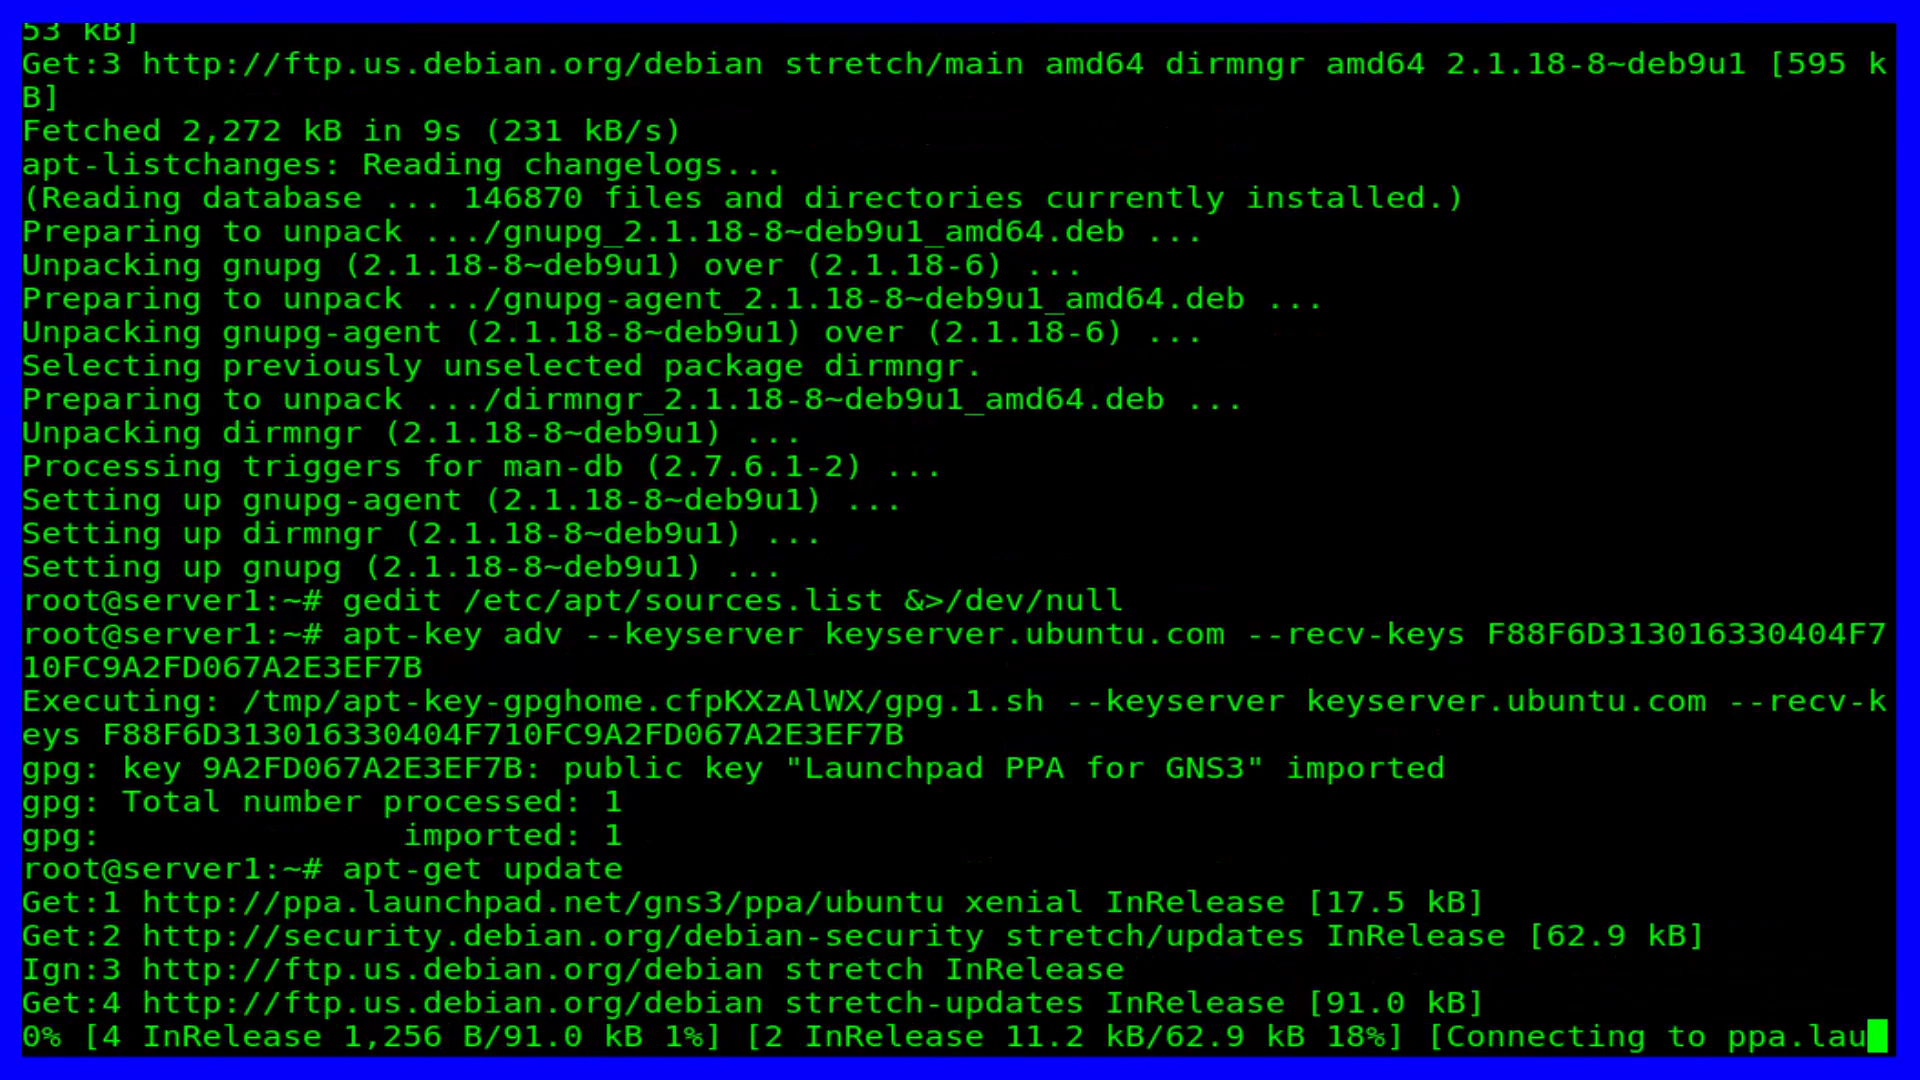 53 kB]
Get:3 http://ftp.us.debian.org/debian stretch/main amd64 dirmngr amd64 2.1.18-8~deb9u1 [595 k
B]
Fetched 2,272 kB in 9s (231 kB/s)
apt-listchanges: Reading changelogs...
(Reading database ... 146870 files and directories currently installed.)
Preparing to unpack .../gnupg_2.1.18-8~deb9u1_amd64.deb ...
Unpacking gnupg (2.1.18-8~deb9u1) over (2.1.18-6) ...
Preparing to unpack .../gnupg-agent_2.1.18-8~deb9u1_amd64.deb ...
Unpacking gnupg-agent (2.1.18-8~deb9u1) over (2.1.18-6) ...
Selecting previously unselected package dirmngr.
Preparing to unpack .../dirmngr_2.1.18-8~deb9u1_amd64.deb ...
Unpacking dirmngr (2.1.18-8~deb9u1) ...
Processing triggers for man-db (2.7.6.1-2) ...
Setting up gnupg-agent (2.1.18-8~deb9u1) ...
Setting up dirmngr (2.1.18-8~deb9u1) ...
Setting up gnupg (2.1.18-8~deb9u1) ...
root@server1:~# gedit /etc/apt/sources.list &>/dev/null
root@server1:~# apt-key adv --keyserver keyserver.ubuntu.com --recv-keys F88F6D313016330404F7
10FC9A2FD067A2E3EF7B
Executing: /tmp/apt-key-gpghome.cfpKXzAlWX/gpg.1.sh --keyserver keyserver.ubuntu.com --recv-k
eys F88F6D313016330404F710FC9A2FD067A2E3EF7B
gpg: key 9A2FD067A2E3EF7B: public key "Launchpad PPA for GNS3" imported
gpg: Total number processed: 1
gpg:               imported: 1
root@server1:~# apt-get update
Get:1 http://ppa.launchpad.net/gns3/ppa/ubuntu xenial InRelease [17.5 kB]
Get:2 http://security.debian.org/debian-security stretch/updates InRelease [62.9 kB]
Ign:3 http://ftp.us.debian.org/debian stretch InRelease
Get:4 http://ftp.us.debian.org/debian stretch-updates InRelease [91.0 kB]
0% [4 InRelease 1,256 B/91.0 kB 1%] [2 InRelease 11.2 kB/62.9 kB 18%] [Connecting to ppa.lau